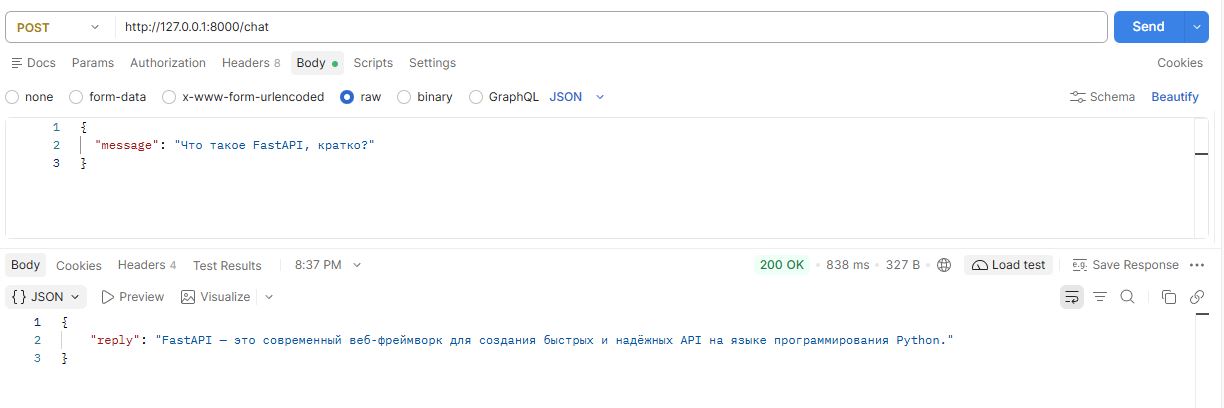 POST http://127.0.0.1:8000/chat Send
Docs Params Authorization Headers 8 Body Scripts Settings Cookies
none form-data x-www-form-urlencoded raw binary GraphQL JSON Schema Beautify
1 {
2 "message": "Что такое FastAPI, кратко?"
3 }
Body Cookies Headers 4 Test Results 8:37 PM 200 OK • 838 ms • 327 B Load test e.g. Save Response
{} JSON Preview Visualize
1 {
2 "reply": "FastAPI — это современный веб-фреймворк для создания быстрых и надёжных API на языке программирования Python."
3 }